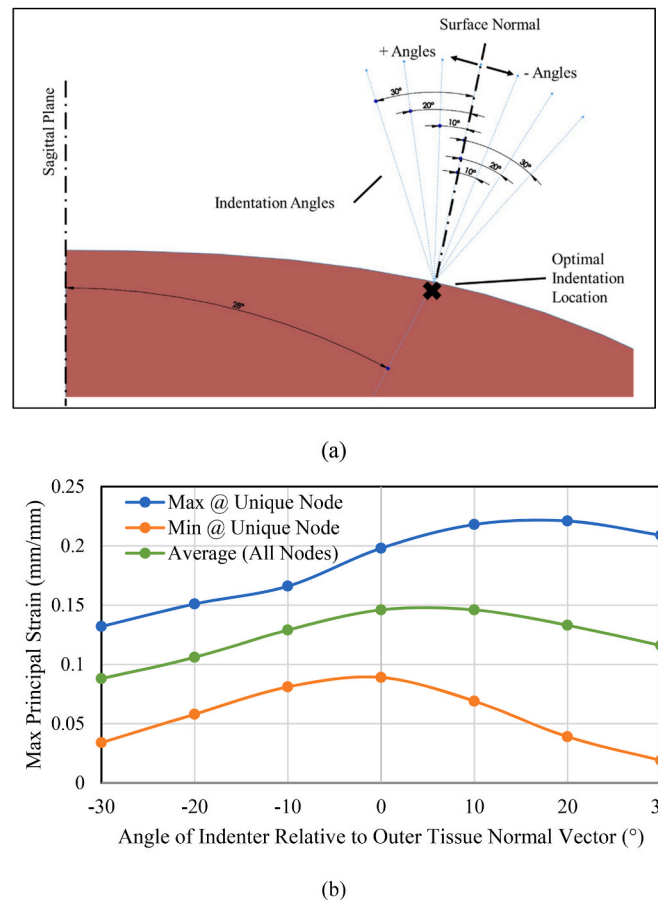 Surface Normal
+ Angles
- Angles
Sagittal Plane
30°
20°
10°
30°
20°
10°
Indentation Angles
Optimal
Indentation
Location
28°
(a)
Max Principal Strain (mm/mm)
0.25
0.2
0.15
0.1
0.05
0
Max @ Unique Node
Min @ Unique Node
Average (All Nodes)
-30
-20
-10
0
10
20
Angle of Indenter Relative to Outer Tissue Normal Vector (°)
(b)